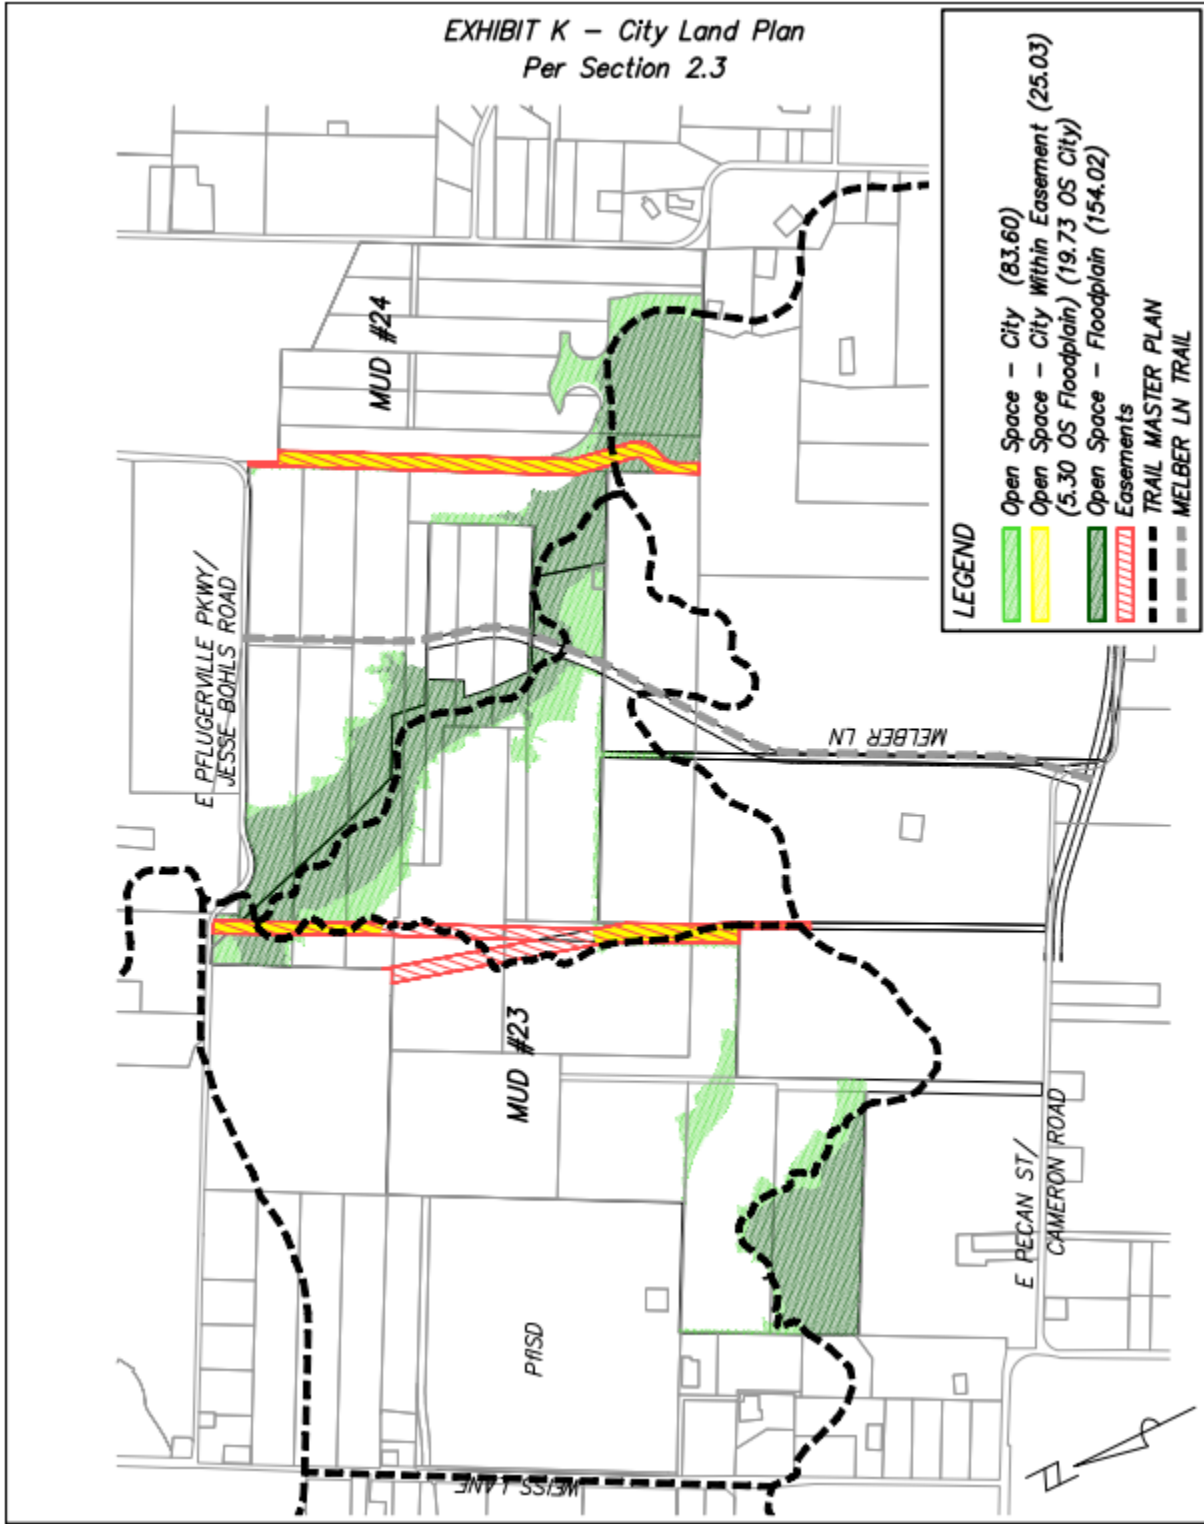 EXHIBIT K – City Land Plan
Per Section 2.3
MUD #24
E PFLUGERVILLE PKWY/
JESSE BOHLS ROAD
MELBER LN
MUD #23
PfISD
E PECAN ST/
CAMERON ROAD
WEISS LANE
LEGEND
Open Space – City (83.60)
Open Space – City Within Easement (25.03)
(5.30 OS Floodplain) (19.73 OS City)
Open Space – Floodplain (154.02)
Easements
TRAIL MASTER PLAN
MELBER LN TRAIL